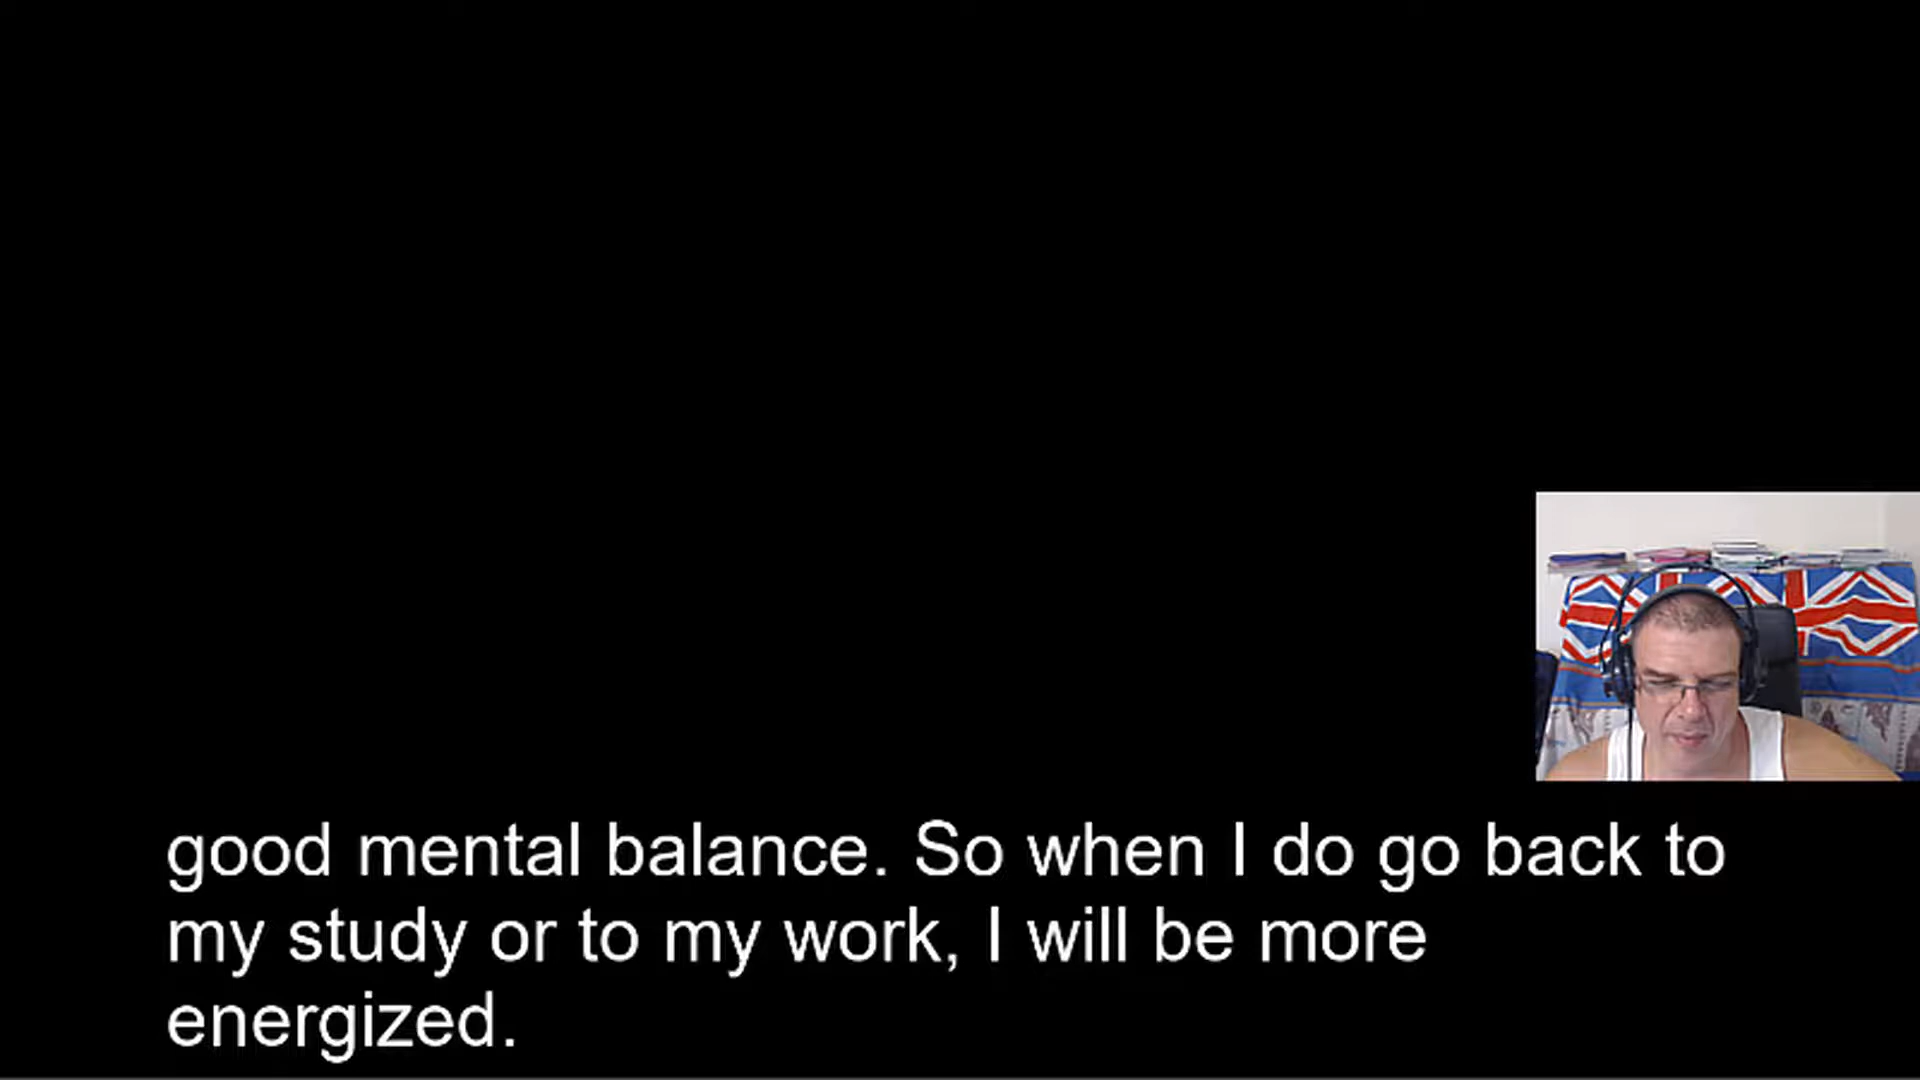 good mental balance. So when I do go back to
my study or to my work, I will be more
energized.